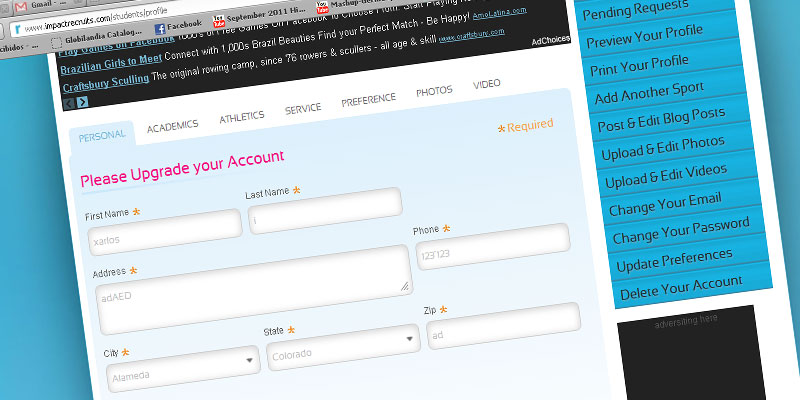 Gmail -
www.impactrecruits.com/students/profile
cibidos
Globilandia Catalog...
Facebook
September 2011 Hi...
Play Games on Facebook 1000's of Free Games On Facebook to Choose From. Start Playing
Brazilian Girls to Meet Connect with 1,000s Brazil Beauties Find your Perfect Match - Be Happy! AmoLatina.com
Craftsbury Sculling The original rowing camp, since 76 rowers & scullers - all age & skill www.craftsbury.com
AdChoices
PERSONAL
ACADEMICS
ATHLETICS
SERVICE
PREFERENCE
PHOTOS
VIDEO
*Required
Please Upgrade your Account
First Name *
Last Name *
xarlos
i
Address *
Phone *
adAED
123123
City *
State *
Zip *
Alameda
Colorado
ad
Pending Requests
Preview Your Profile
Print Your Profile
Add Another Sport
Post & Edit Blog Posts
Upload & Edit Photos
Upload & Edit Videos
Change Your Email
Change Your Password
Update Preferences
Delete Your Account
adversiting here